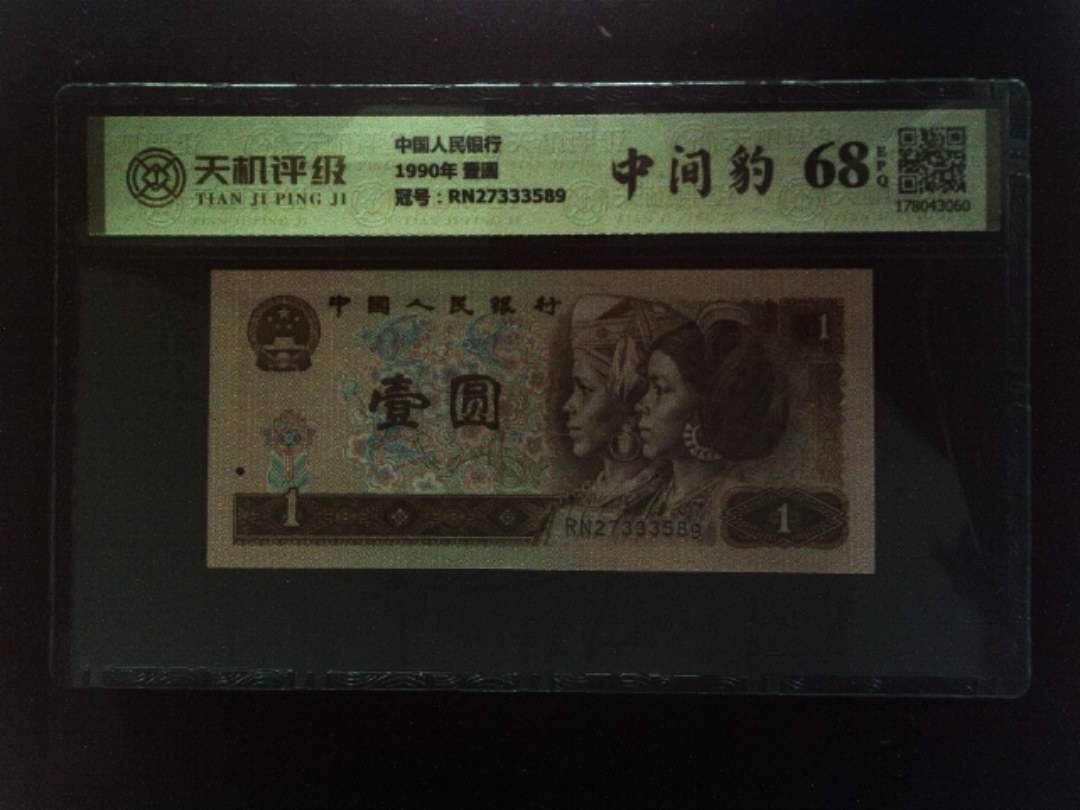 天机评级
TIAN JI PING JI
中国人民银行
1990年 壹圆
冠号：RN27333589
中间豹
68
EPQ
178043060
中国人民银行
1
壹圆
1
RN27333589
1